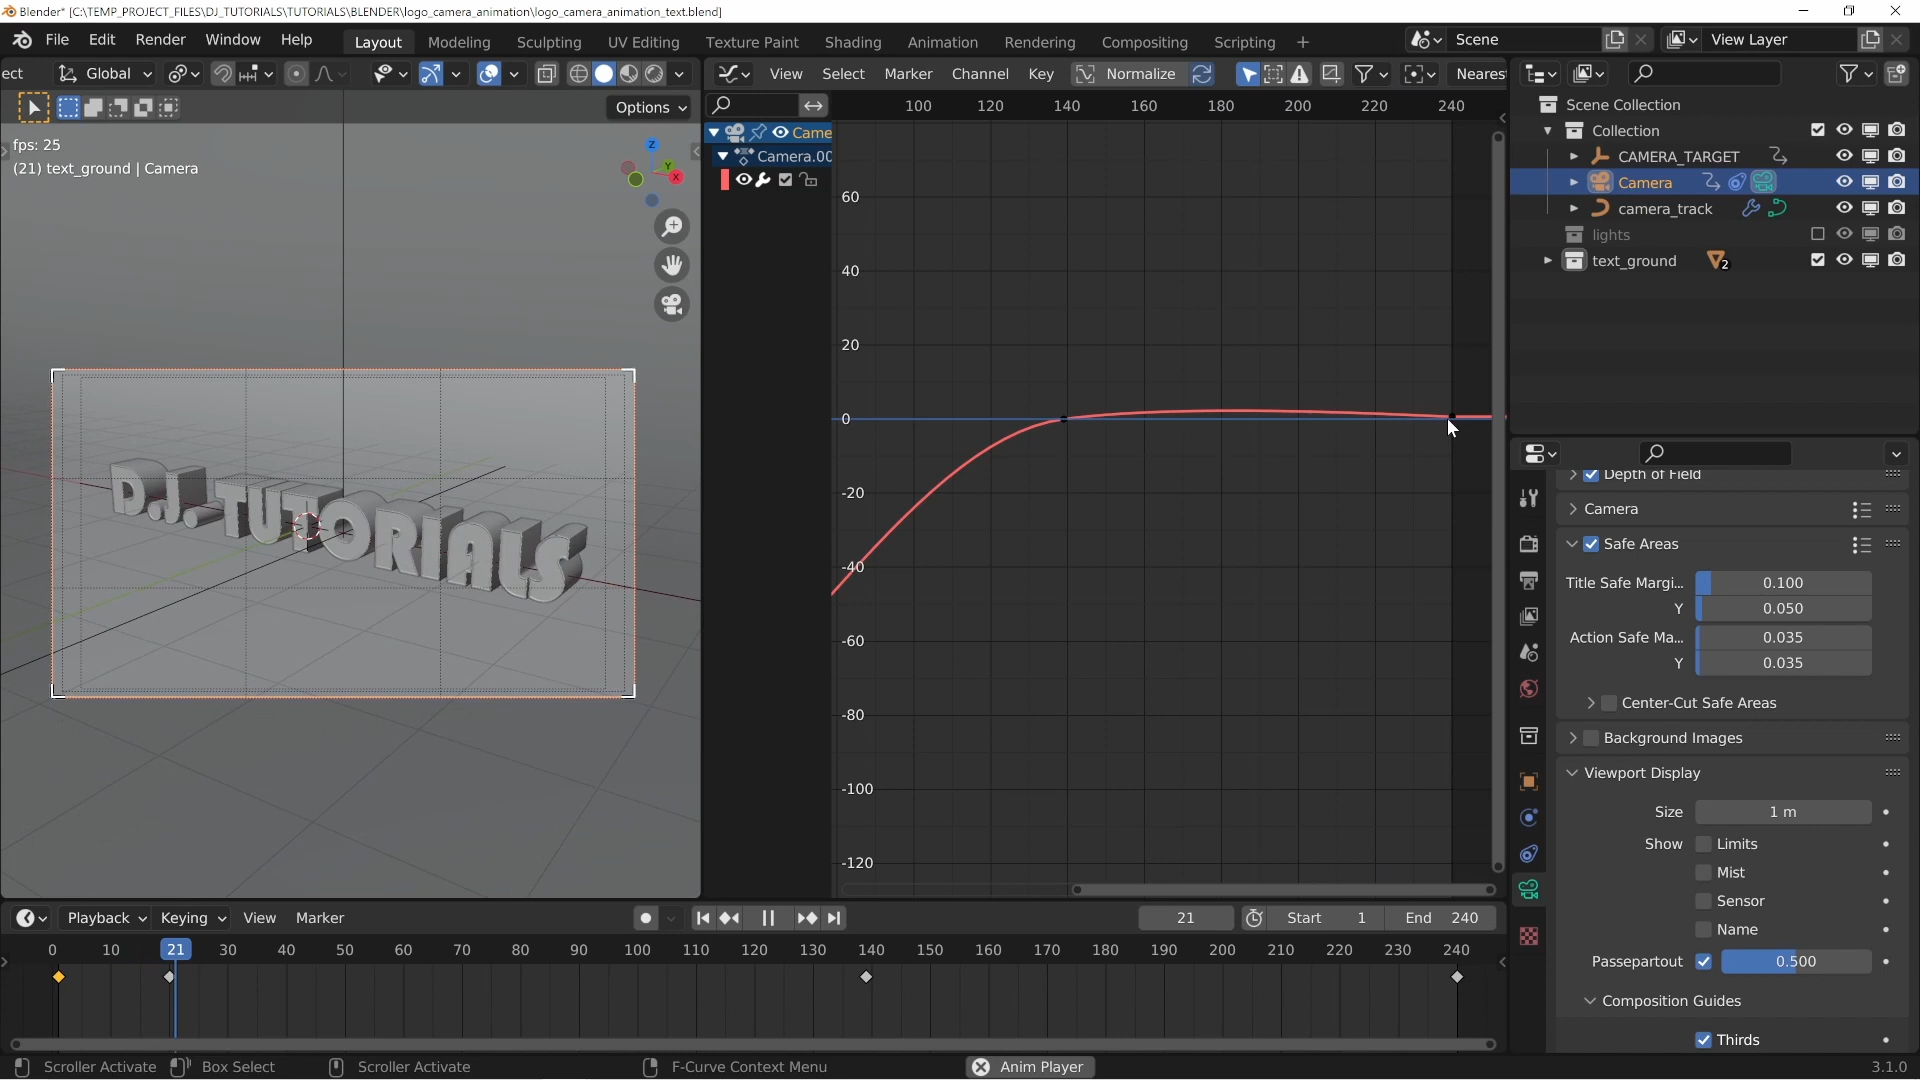 Blender* [C:\TEMP_PROJECT_FILES\DJ_TUTORIALS\TUTORIALS\BLENDER\logo_camera_animation\logo_camera_animation_text.blend]
File Edit Render Window Help Layout Modeling Sculpting UV Editing Texture Paint Shading Animation Rendering Compositing Scripting + Scene View Layer
ect Global View Select Marker Channel Key Normalize Nearest
Options 100 120 140 160 180 200 220 240 Scene Collection
fps: 25
(21) text_ground | Camera
Z
Y
X
Came
Camera.00
60
40
20
0
-20
-40
-60
-80
-100
-120
DJ. TUTORIALS
Collection
CAMERA_TARGET
Camera
camera_track
lights
text_ground 2
Depth of Field
Camera
Safe Areas
Title Safe Margi... 0.100
Y 0.050
Action Safe Ma... 0.035
Y 0.035
Center-Cut Safe Areas
Background Images
Viewport Display
Size 1 m
Show Limits
Mist
Sensor
Name
Passepartout 0.500
Composition Guides
Thirds
Playback Keying View Marker 21 Start 1 End 240
0 10 21 30 40 50 60 70 80 90 100 110 120 130 140 150 160 170 180 190 200 210 220 230 240
Scroller Activate Box Select Scroller Activate F-Curve Context Menu Anim Player 3.1.0